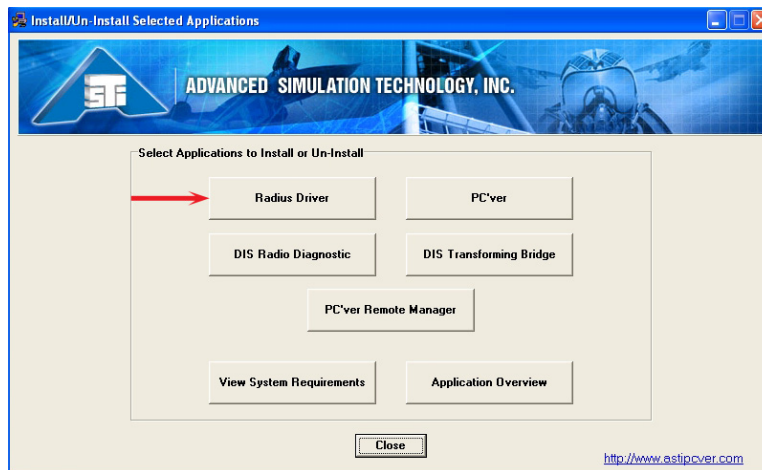 Install/Un-Install Selected Applications
ASTi
ADVANCED SIMULATION TECHNOLOGY, INC.
Select Applications to Install or Un-Install
Radius Driver
PC'ver
DIS Radio Diagnostic
DIS Transforming Bridge
PC'ver Remote Manager
View System Requirements
Application Overview
Close
http://www.astipcver.com